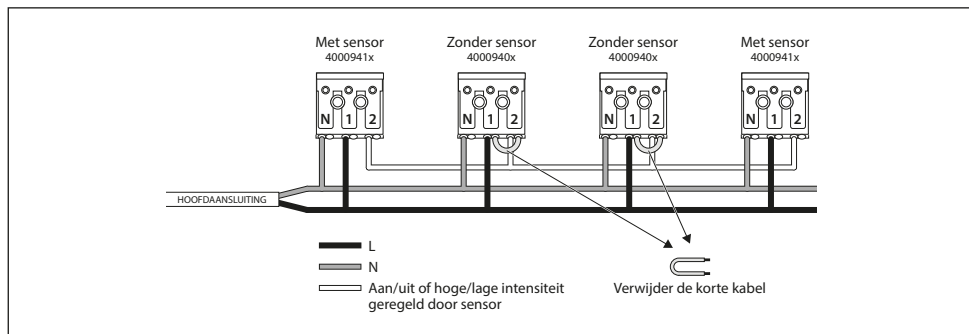 Met sensor
4000941x
Zonder sensor
4000940x
Zonder sensor
4000940x
Met sensor
4000941x
N 1 2
N 1 2
N 1 2
N 1 2
HOOFDAANSLUITING
L
N
Aan/uit of hoge/lage intensiteit
geregeld door sensor
Verwijder de korte kabel